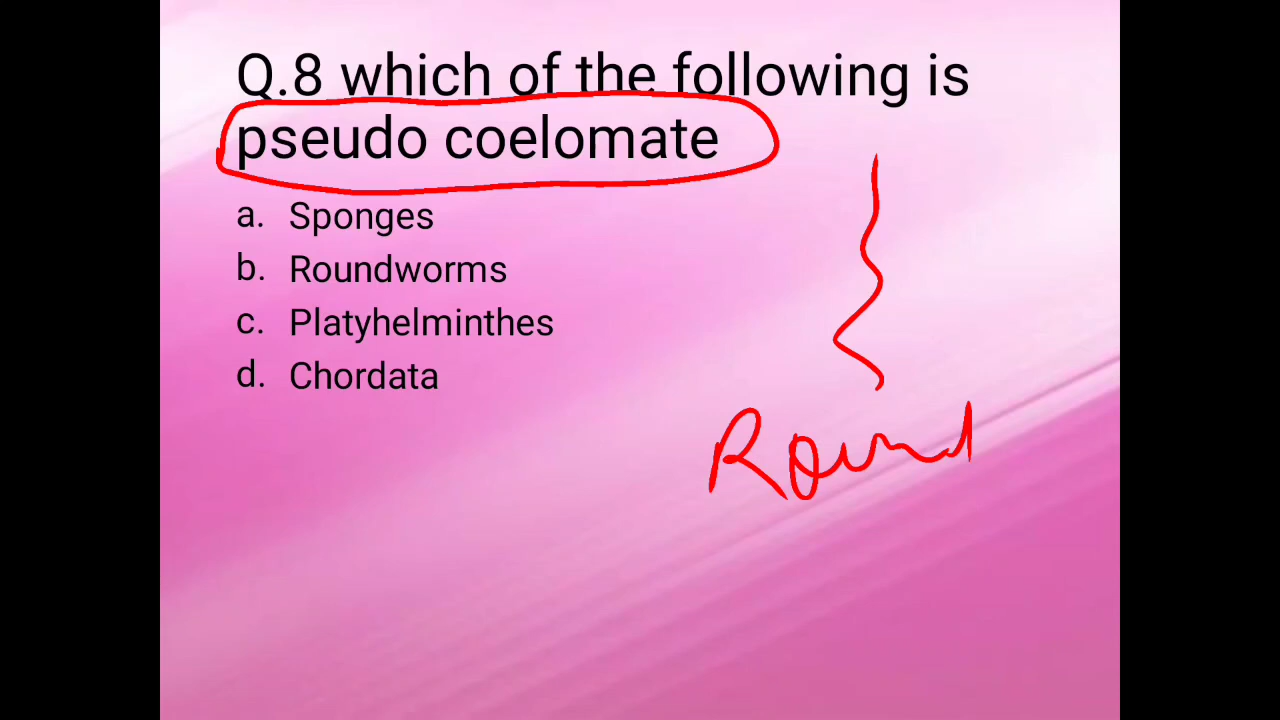 Q.8 which of the following is
pseudo coelomate
a. Sponges
b. Roundworms
c. Platyhelminthes
d. Chordata
Round